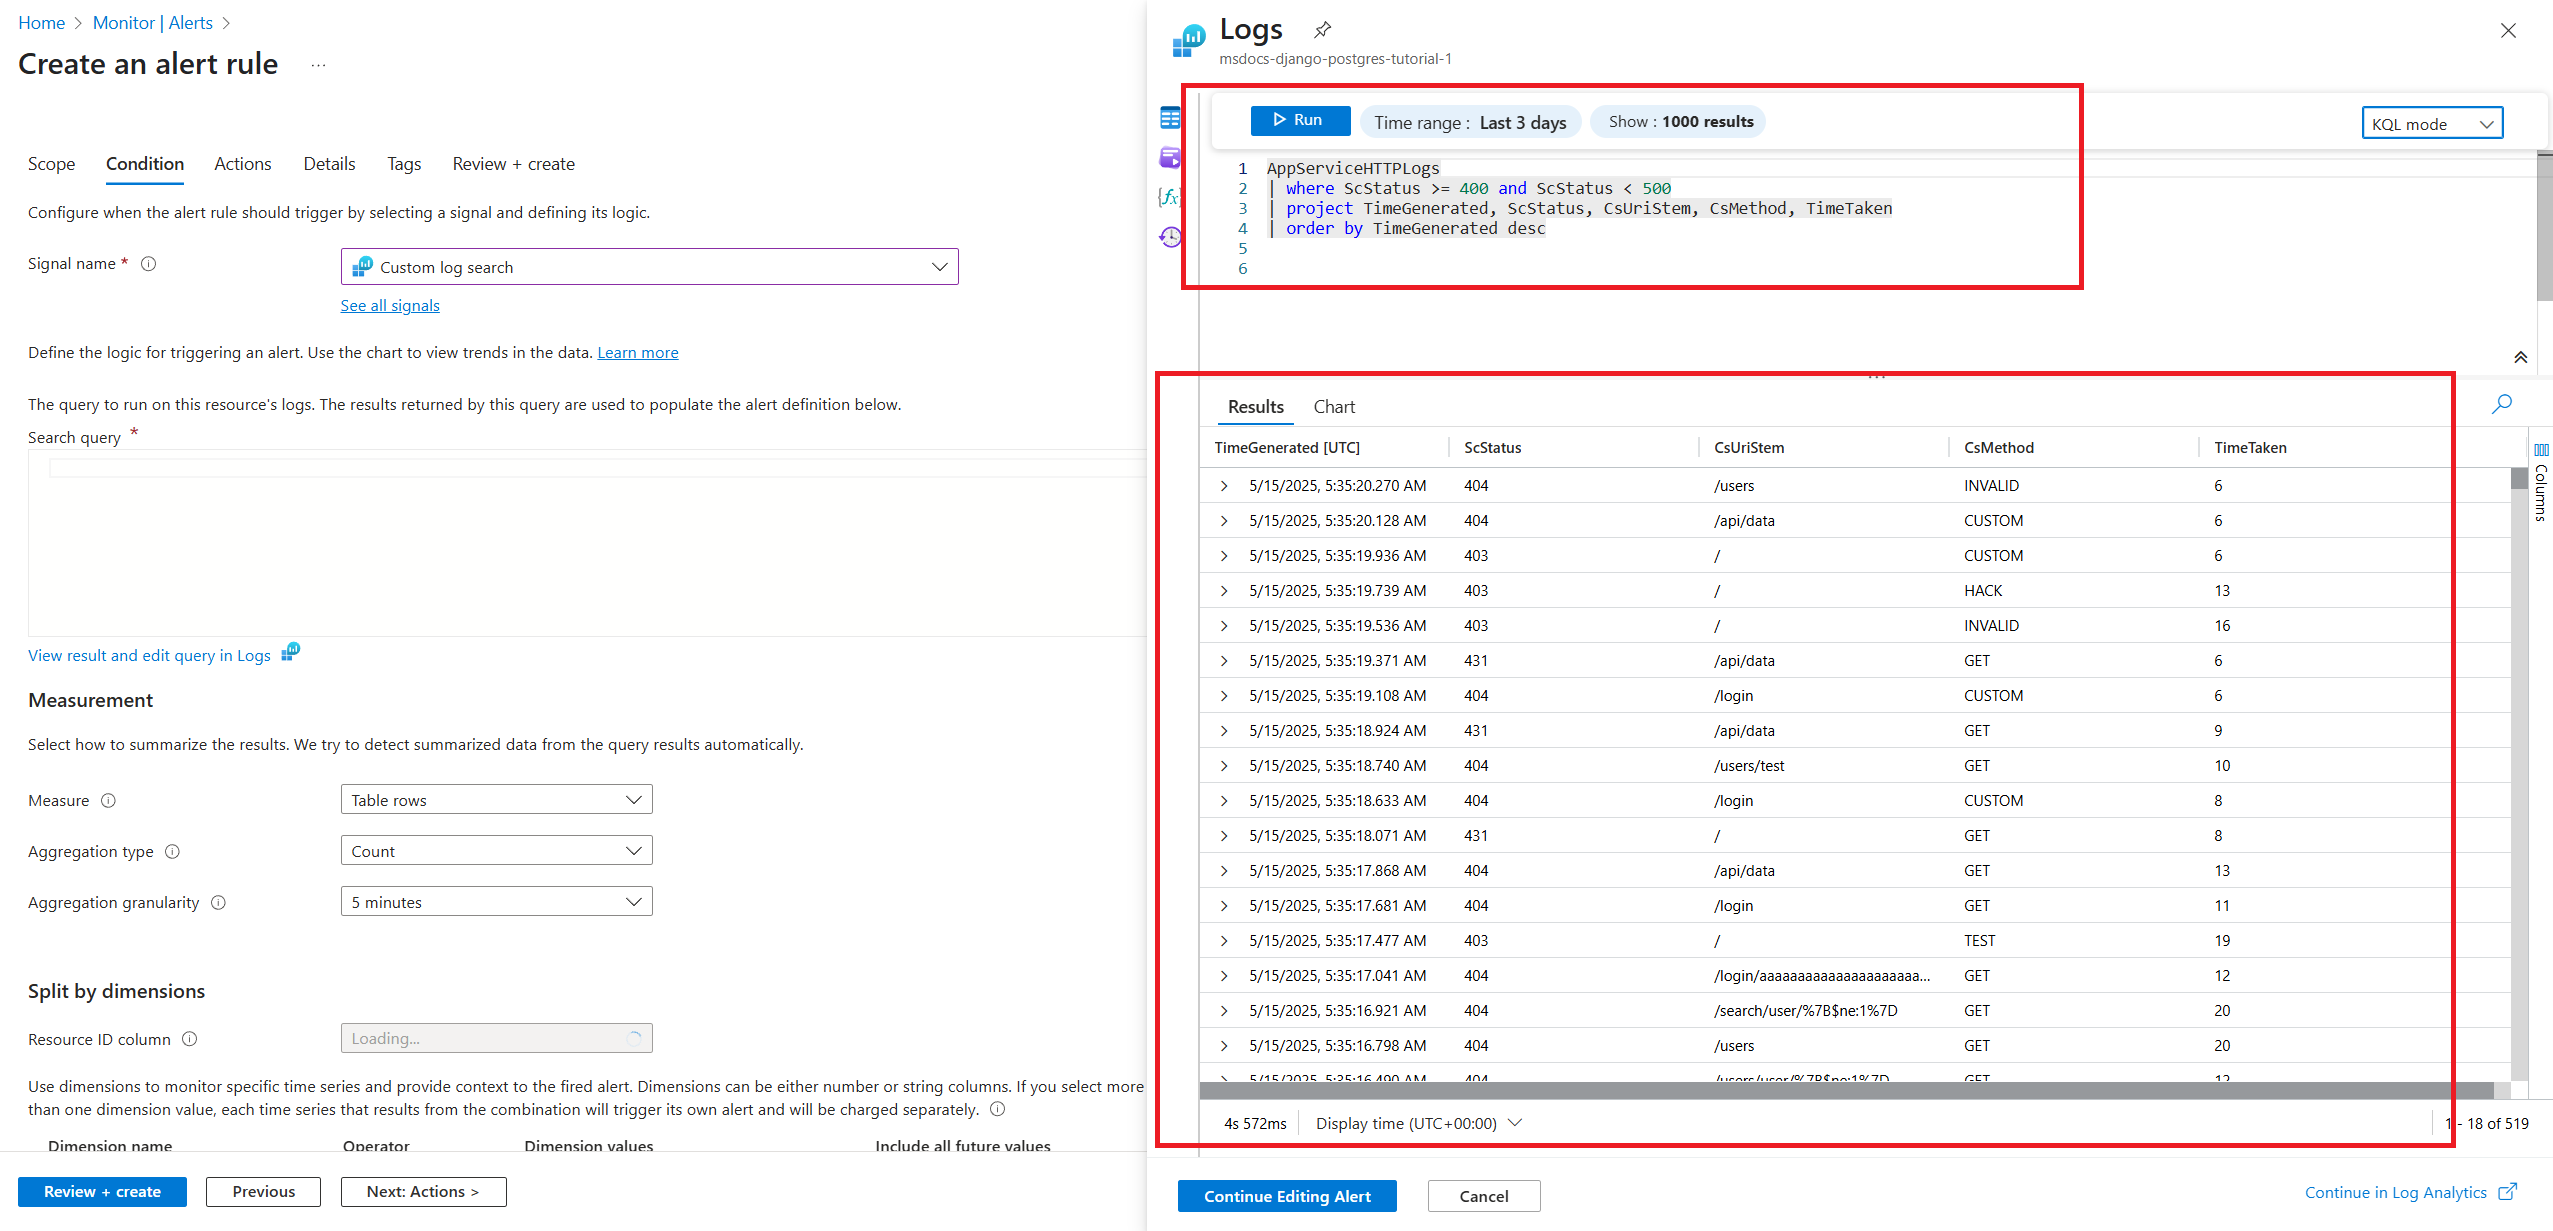 Home > Monitor | Alerts >
Create an alert rule ...
Scope Condition Actions Details Tags Review + create
Configure when the alert rule should trigger by selecting a signal and defining its logic.
Signal name *
Custom log search
See all signals
Define the logic for triggering an alert. Use the chart to view trends in the data. Learn more
The query to run on this resource's logs. The results returned by this query are used to populate the alert definition below.
Search query *
View result and edit query in Logs
Measurement
Select how to summarize the results. We try to detect summarized data from the query results automatically.
Measure Table rows
Aggregation type Count
Aggregation granularity 5 minutes
Split by dimensions
Resource ID column Loading...
Use dimensions to monitor specific time series and provide context to the fired alert. Dimensions can be either number or string columns. If you select more
than one dimension value, each time series that results from the combination will trigger its own alert and will be charged separately.
Dimension name Operator Dimension values Include all future values
Review + create Previous Next: Actions >
Logs
msdocs-django-postgres-tutorial-1
Run Time range : Last 3 days Show : 1000 results KQL mode
1 AppServiceHTTPLogs
2 | where ScStatus >= 400 and ScStatus < 500
3 | project TimeGenerated, ScStatus, CsUriStem, CsMethod, TimeTaken
4 | order by TimeGenerated desc
5
6
...
Results Chart
TimeGenerated [UTC] ScStatus CsUriStem CsMethod TimeTaken
Columns
> 5/15/2025, 5:35:20.270 AM 404 /users INVALID 6
> 5/15/2025, 5:35:20.128 AM 404 /api/data CUSTOM 6
> 5/15/2025, 5:35:19.936 AM 403 / CUSTOM 6
> 5/15/2025, 5:35:19.739 AM 403 / HACK 13
> 5/15/2025, 5:35:19.536 AM 403 / INVALID 16
> 5/15/2025, 5:35:19.371 AM 431 /api/data GET 6
> 5/15/2025, 5:35:19.108 AM 404 /login CUSTOM 6
> 5/15/2025, 5:35:18.924 AM 431 /api/data GET 9
> 5/15/2025, 5:35:18.740 AM 404 /users/test GET 10
> 5/15/2025, 5:35:18.633 AM 404 /login CUSTOM 8
> 5/15/2025, 5:35:18.071 AM 431 / GET 8
> 5/15/2025, 5:35:17.868 AM 404 /api/data GET 13
> 5/15/2025, 5:35:17.681 AM 404 /login GET 11
> 5/15/2025, 5:35:17.477 AM 403 / TEST 19
> 5/15/2025, 5:35:17.041 AM 404 /login/aaaaaaaaaaaaaaaaaaaaa... GET 12
> 5/15/2025, 5:35:16.921 AM 404 /search/user/%7B$ne:1%7D GET 20
> 5/15/2025, 5:35:16.798 AM 404 /users GET 20
> 5/15/2025, 5:35:16.490 AM 404 /users/user/%7B$ne:1%7D GET 12
4s 572ms Display time (UTC+00:00) 1 - 18 of 519
Continue Editing Alert Cancel Continue in Log Analytics